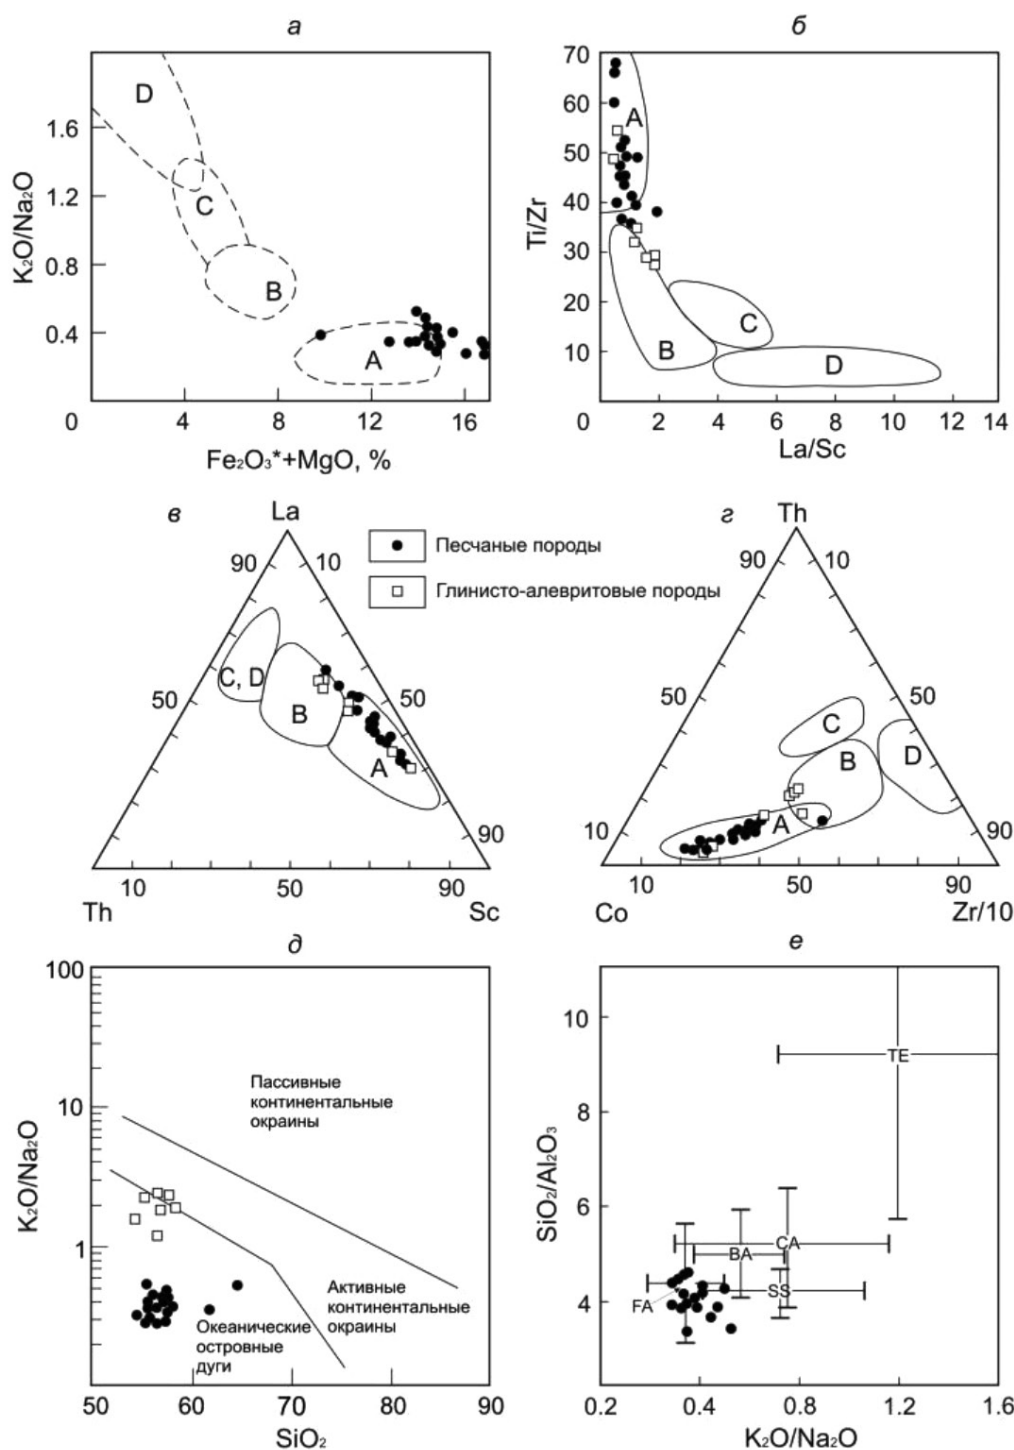 а
K₂O/Na₂O
1.6
1.2
0.8
0.4
0
4
8
12
16
D
C
B
A
Fe₂O₃*+MgO, %
б
Ti/Zr
70
60
50
40
30
20
10
0
2
4
6
8
10
12
14
A
B
C
D
La/Sc
в
La
90
10
50
50
90
C, D
B
A
10
50
90
Th
Sc
Песчаные породы
Глинисто-алевритовые породы
г
Th
90
10
50
50
10
90
C
B
D
A
10
50
90
Co
Zr/10
д
K₂O/Na₂O
100
10
1
Пассивные
континентальные
окраины
Активные
континентальные
окраины
Океанические
островные
дуги
50
60
70
80
90
SiO₂
е
SiO₂/Al₂O₃
10
8
6
4
TE
CA
BA
SS
FA
0.2
0.4
0.8
1.2
1.6
K₂O/Na₂O